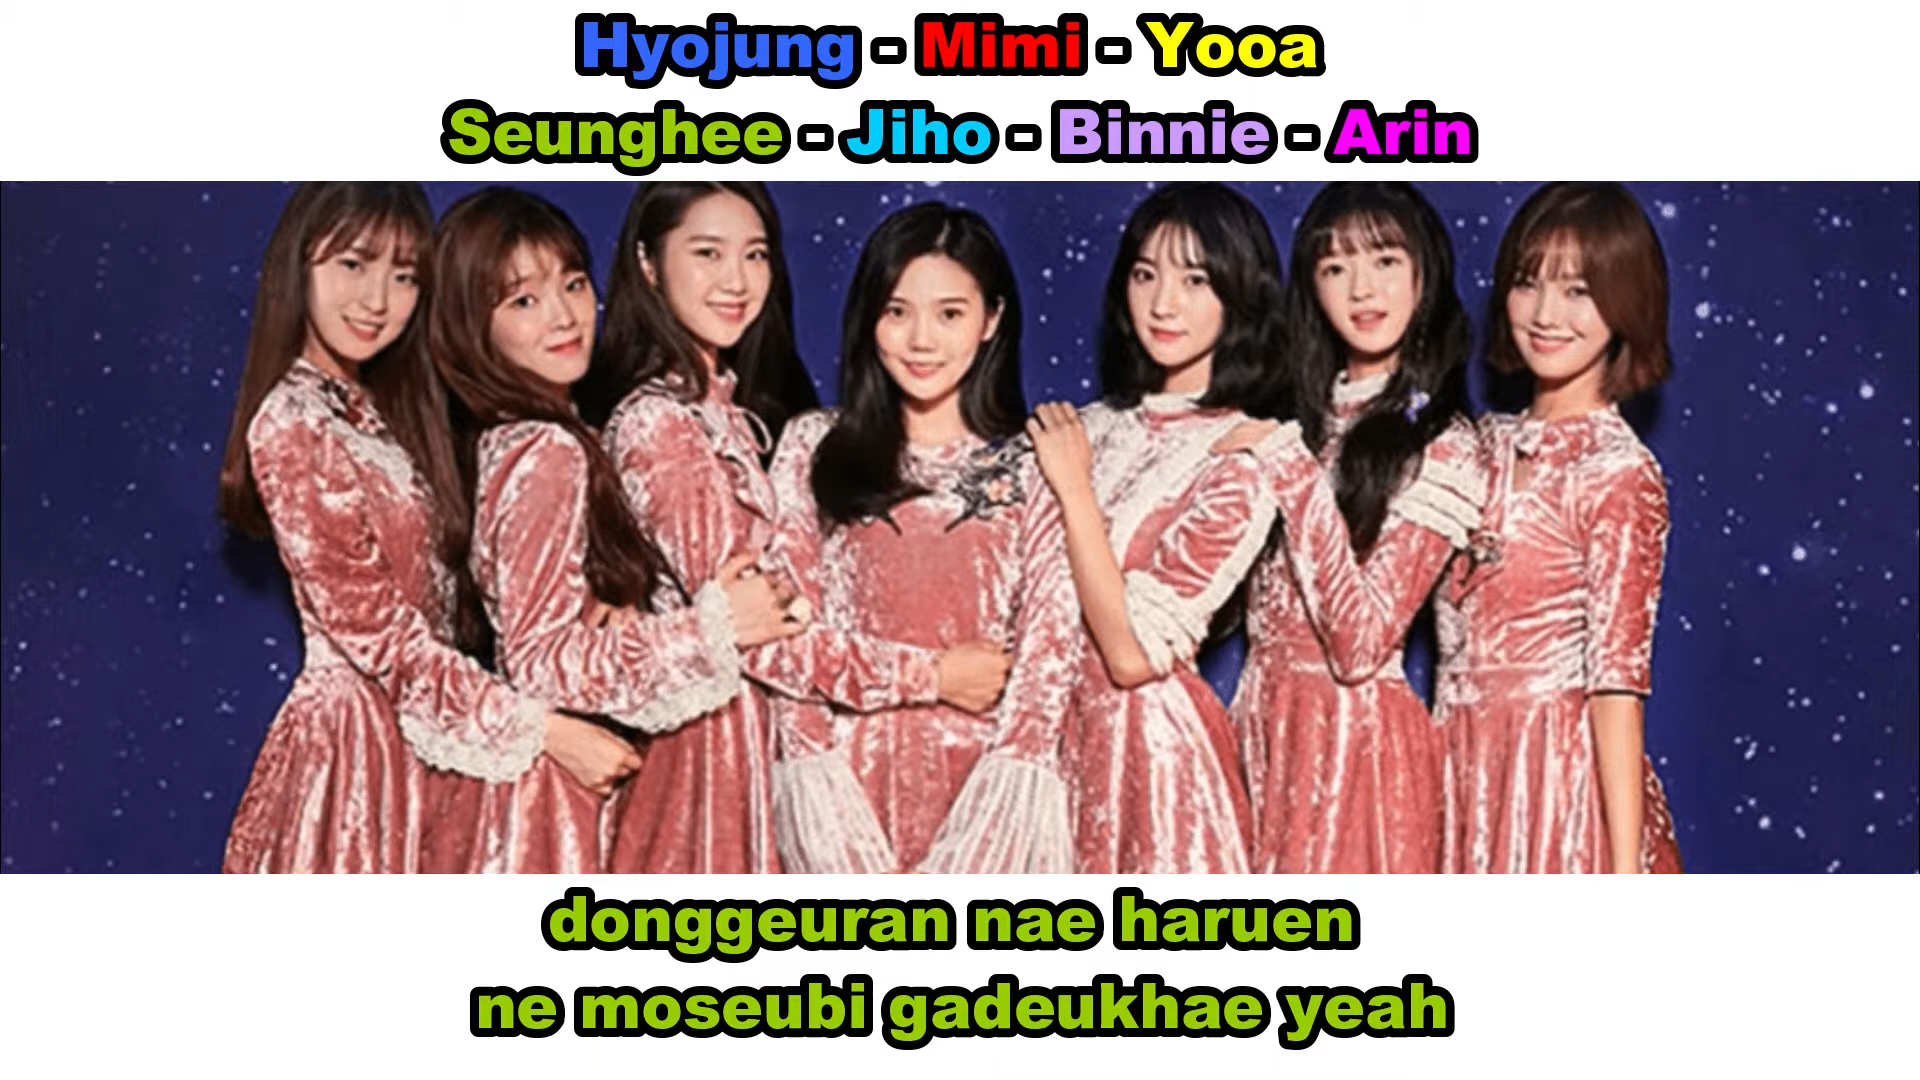 Hyojung - Mimi - Yooa
Seunghee - Jiho - Binnie - Arin
donggeuran nae haruen
ne moseubi gadeukhae yeah